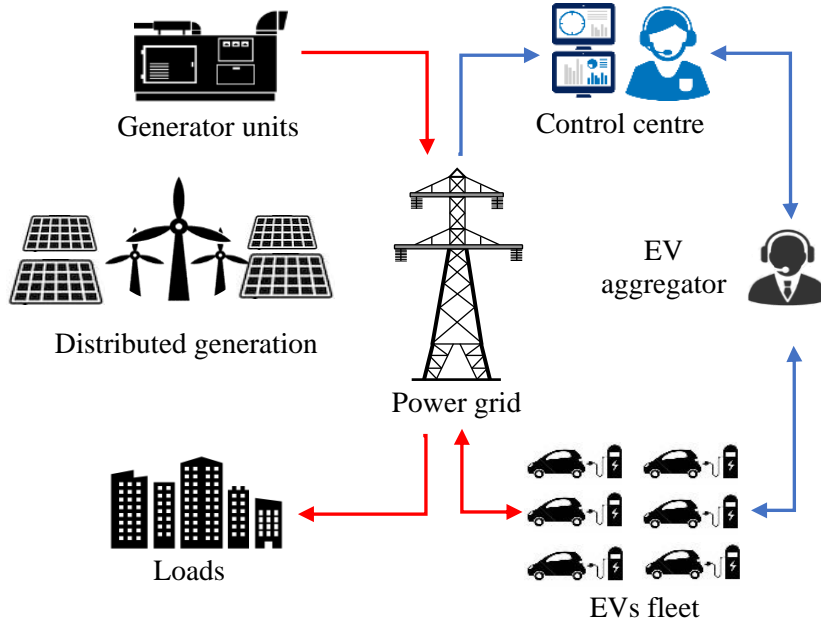 Generator units
Control centre
EV
aggregator
Distributed generation
Power grid
Loads
EVs fleet